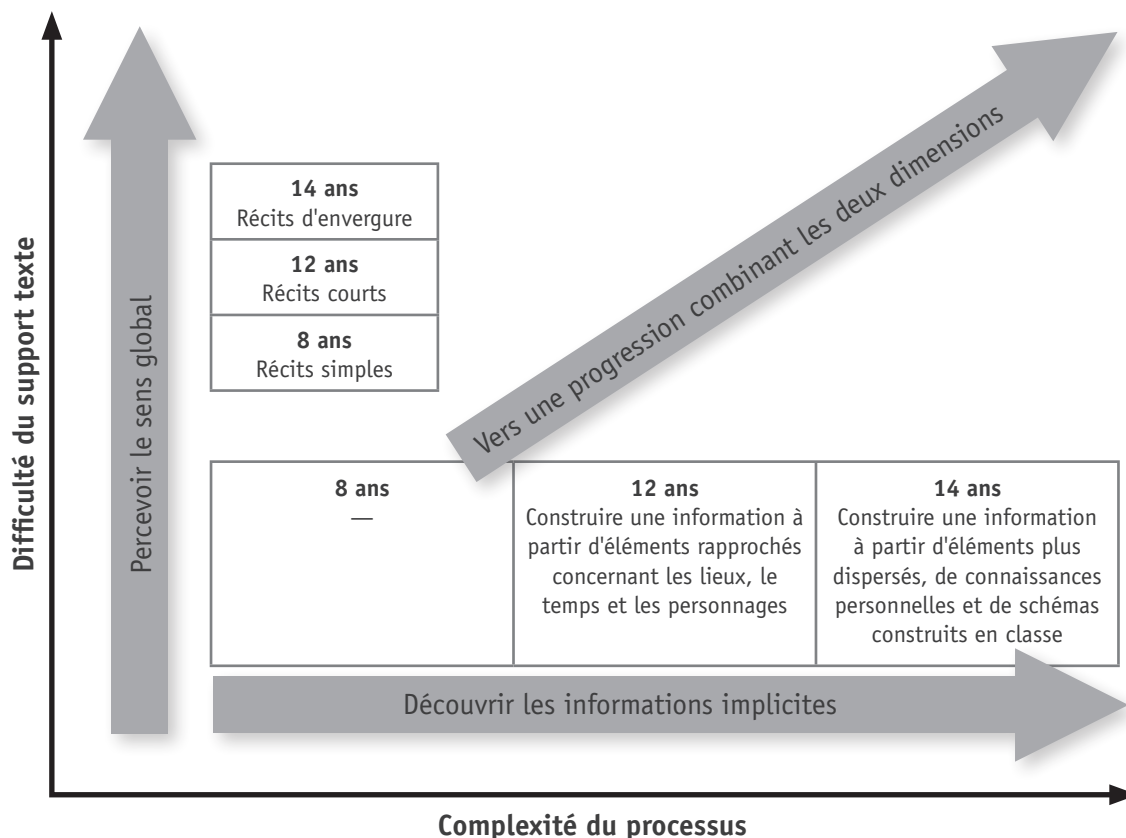 Difficulté du support texte
Percevoir le sens global
14 ans
Récits d'envergure
12 ans
Récits courts
8 ans
Récits simples
Vers une progression combinant les deux dimensions
8 ans
—
12 ans
Construire une information à
partir d'éléments rapprochés
concernant les lieux, le
temps et les personnages
14 ans
Construire une information
à partir d'éléments plus
dispersés, de connaissances
personnelles et de schémas
construits en classe
Découvrir les informations implicites
Complexité du processus